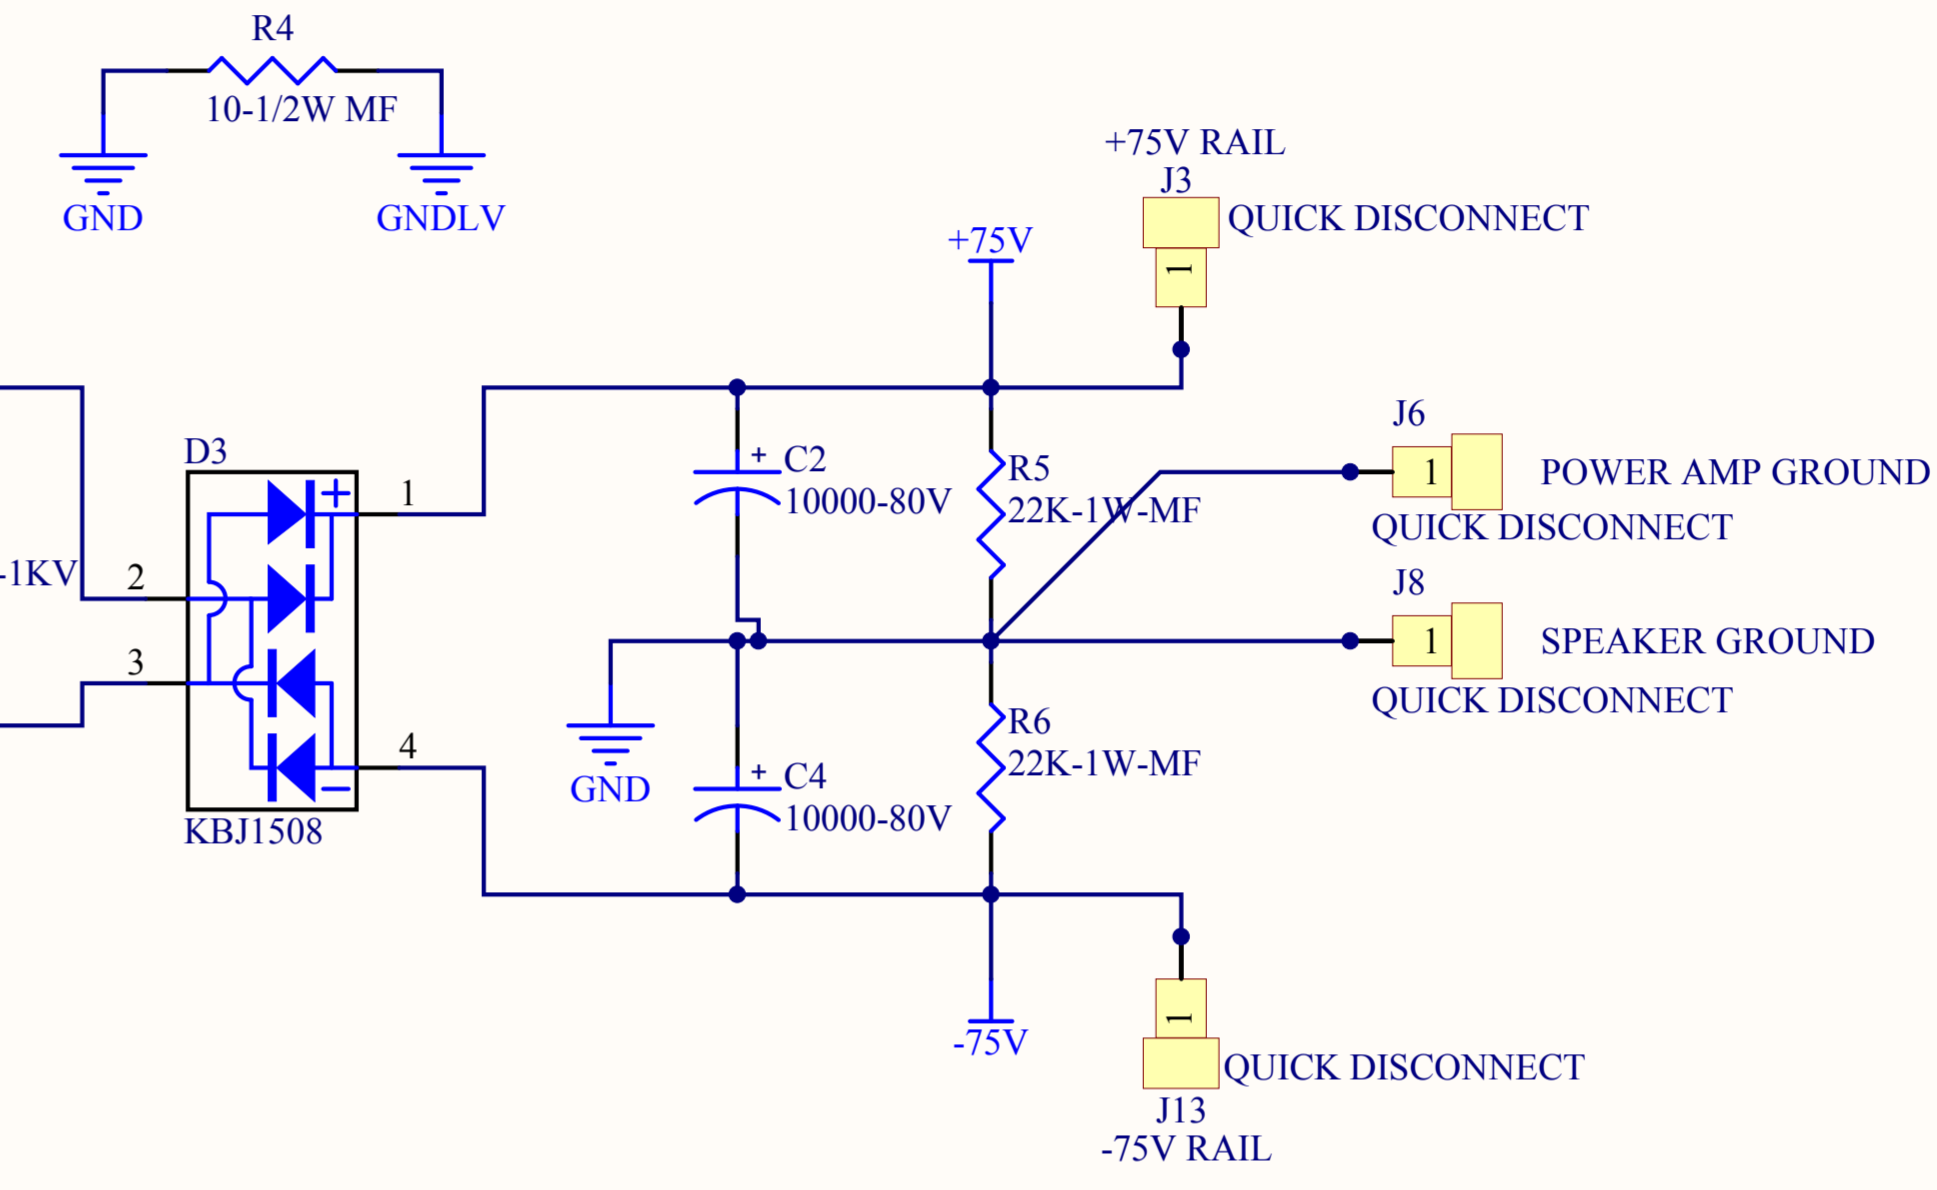 R4
10-1/2W MF
GND
GNDLV
+75V RAIL
J3
QUICK DISCONNECT
1
+75V
D3
1
2
-1KV
3
4
+
−
KBJ1508
+ C2
10000-80V
R5
22K-1W-MF
J6
1
POWER AMP GROUND
QUICK DISCONNECT
J8
1
SPEAKER GROUND
QUICK DISCONNECT
GND
+ C4
10000-80V
R6
22K-1W-MF
-75V
1
QUICK DISCONNECT
J13
-75V RAIL